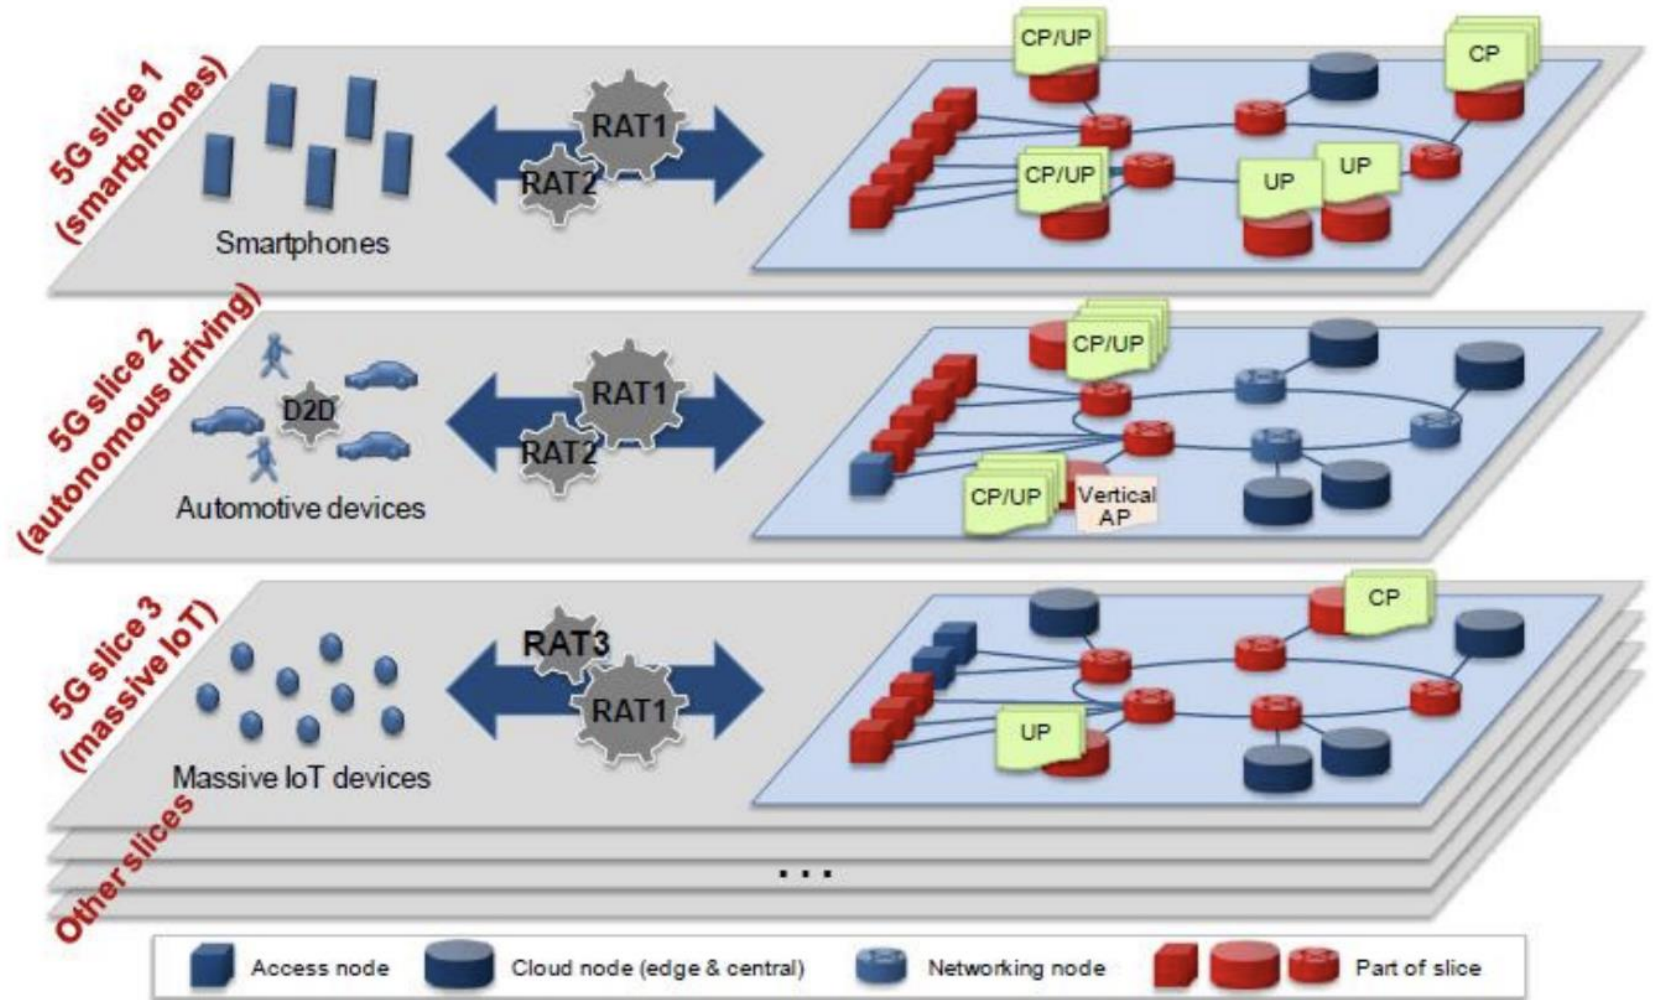 5G slice 1
(smartphones)
Smartphones
RAT1
RAT2
CP/UP
CP/UP
UP
UP
CP
5G slice 2
(autonomous driving)
D2D
Automotive devices
RAT1
RAT2
CP/UP
CP/UP
Vertical
AP
5G slice 3
(massive IoT)
Massive IoT devices
RAT3
RAT1
UP
CP
Other slices
...
Access node
Cloud node (edge & central)
Networking node
Part of slice